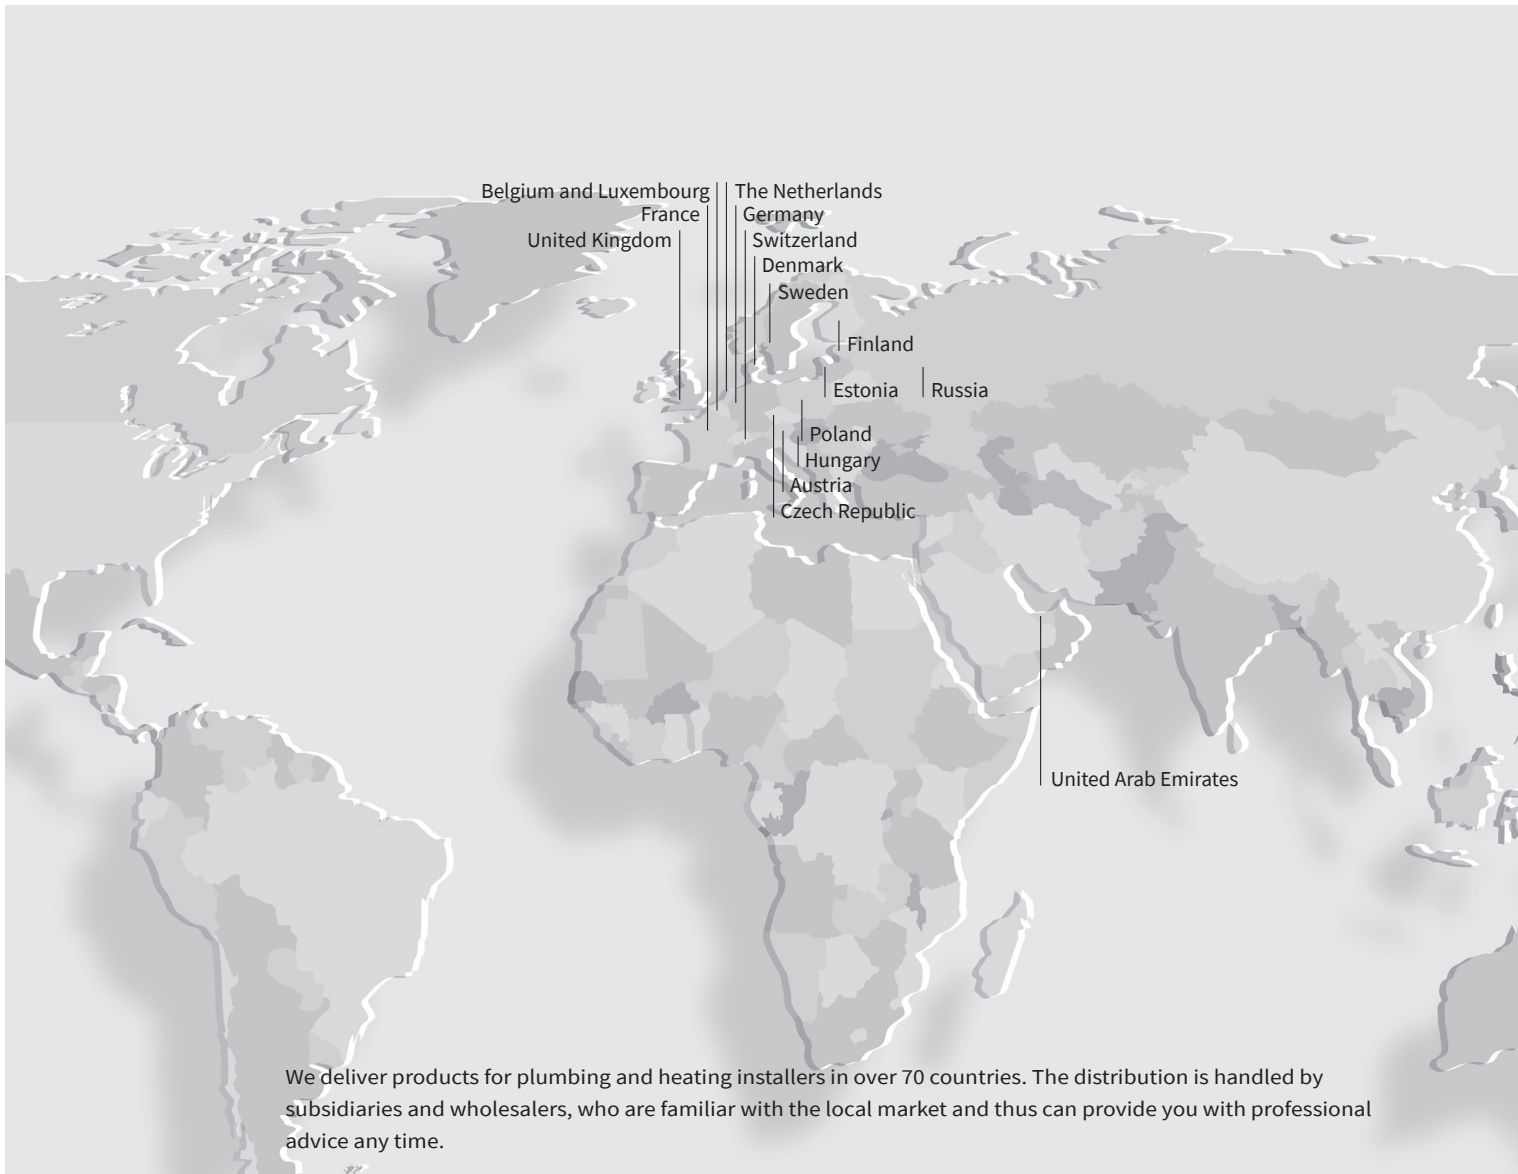 Belgium and Luxembourg
The Netherlands
France
Germany
United Kingdom
Switzerland
Denmark
Sweden
Finland
Estonia
Russia
Poland
Hungary
Austria
Czech Republic
United Arab Emirates
We deliver products for plumbing and heating installers in over 70 countries. The distribution is handled by
subsidiaries and wholesalers, who are familiar with the local market and thus can provide you with professional
advice any time.